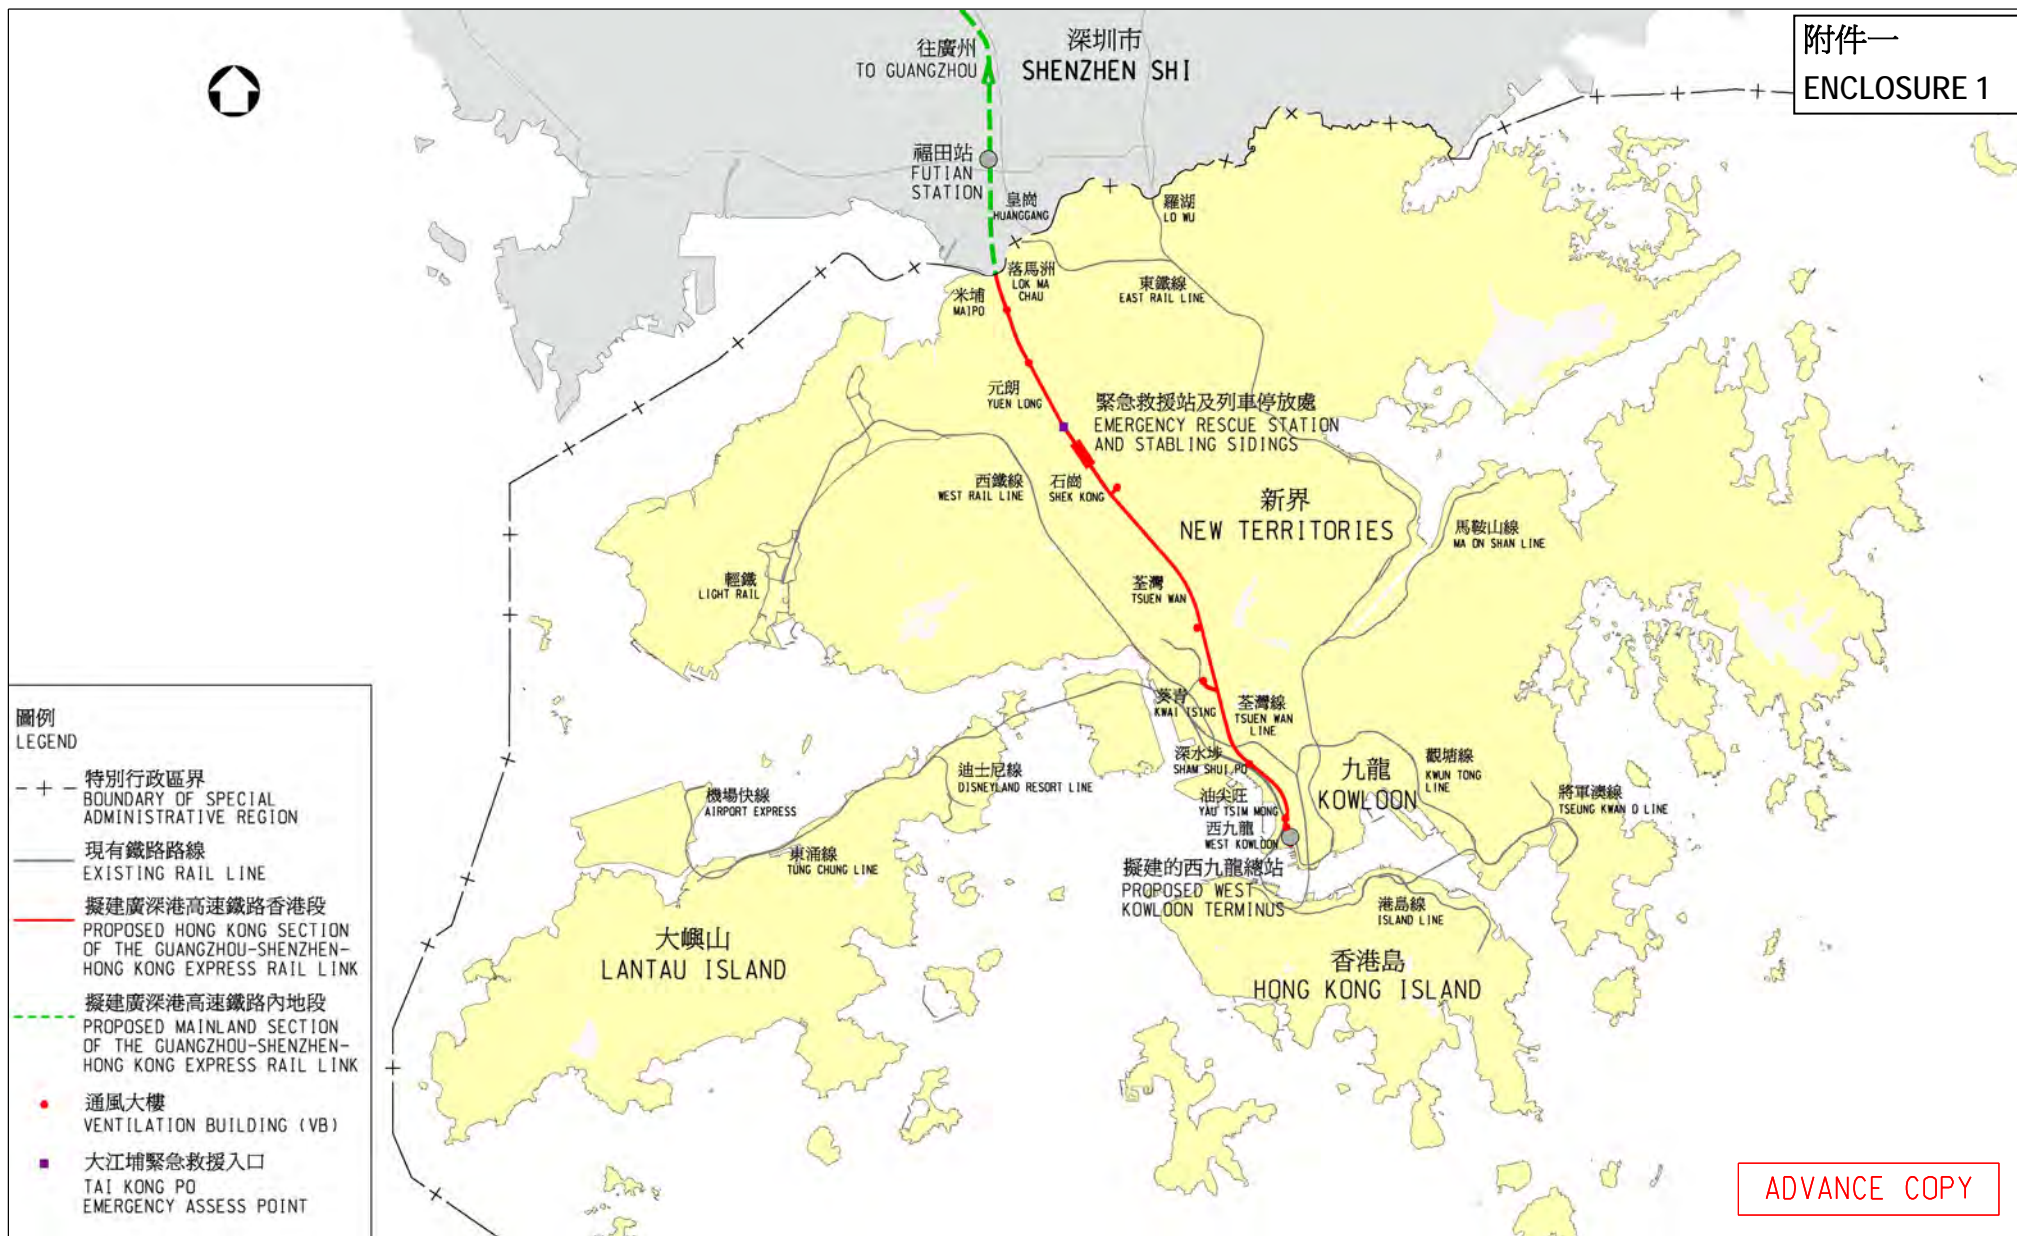 附件一
ENCLOSURE 1
往廣州
TO GUANGZHOU
深圳市
SHENZHEN SHI
福田站
FUTIAN
STATION
皇崗
HUANGGANG
羅湖
LO WU
落馬洲
LOK MA
CHAU
米埔
MAIPO
東鐵線
EAST RAIL LINE
元朗
YUEN LONG
緊急救援站及列車停放處
EMERGENCY RESCUE STATION
AND STABLING SIDINGS
西鐵線
WEST RAIL LINE
石崗
SHEK KONG
新界
NEW TERRITORIES
馬鞍山線
MA ON SHAN LINE
輕鐵
LIGHT RAIL
荃灣
TSUEN WAN
葵青
KWAI TSING
荃灣線
TSUEN WAN
LINE
深水埗
SHAM SHUI PO
九龍
KOWLOON
觀塘線
KWUN TONG
LINE
迪士尼線
DISNEYLAND RESORT LINE
機場快線
AIRPORT EXPRESS
油尖旺
YAU TSIM MONG
將軍澳線
TSEUNG KWAN O LINE
西九龍
WEST KOWLOON
東涌線
TUNG CHUNG LINE
擬建的西九龍總站
PROPOSED WEST
KOWLOON TERMINUS
港島線
ISLAND LINE
大嶼山
LANTAU ISLAND
香港島
HONG KONG ISLAND
圖例
LEGEND
特別行政區界
BOUNDARY OF SPECIAL
ADMINISTRATIVE REGION
現有鐵路路線
EXISTING RAIL LINE
擬建廣深港高速鐵路香港段
PROPOSED HONG KONG SECTION
OF THE GUANGZHOU-SHENZHEN-
HONG KONG EXPRESS RAIL LINK
擬建廣深港高速鐵路內地段
PROPOSED MAINLAND SECTION
OF THE GUANGZHOU-SHENZHEN-
HONG KONG EXPRESS RAIL LINK
通風大樓
VENTILATION BUILDING (VB)
大江埔緊急救援入口
TAI KONG PO
EMERGENCY ASSESS POINT
ADVANCE COPY